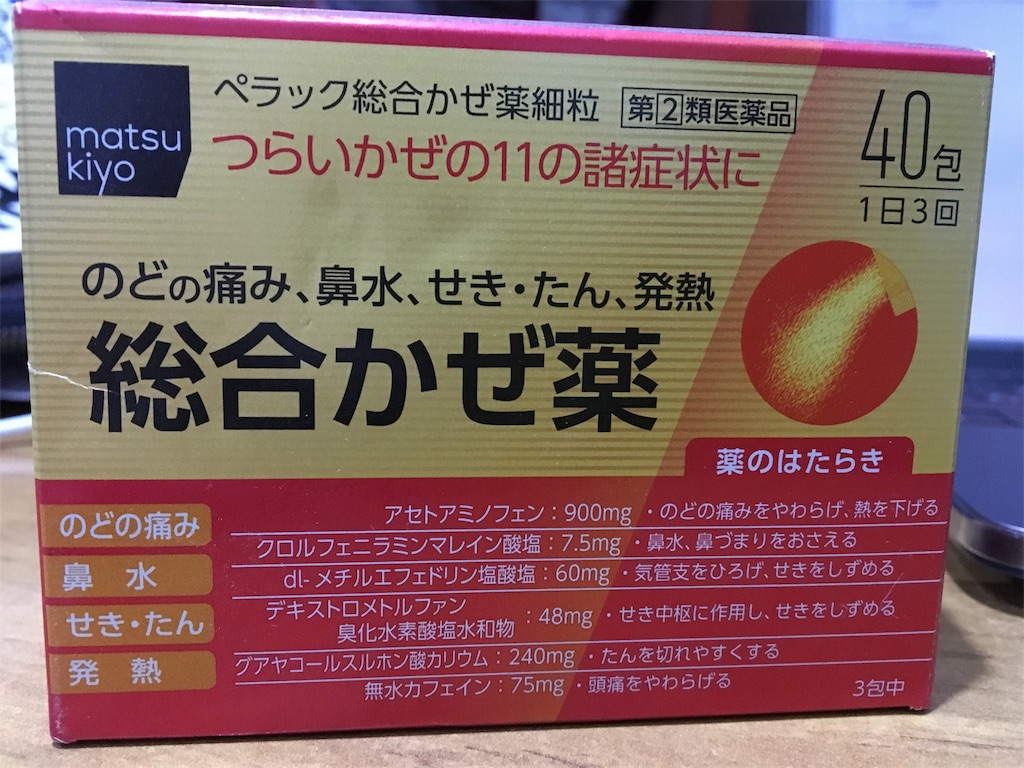 matsu
kiyo
ペラック総合かぜ薬細粒 第②類医薬品
つらいかぜの11の諸症状に
40包
1日3回
のどの痛み、鼻水、せき・たん、発熱
総合かぜ薬
薬のはたらき
のどの痛み
鼻水
せき・たん
発熱
アセトアミノフェン:900mg ・のどの痛みをやわらげ、熱を下げる
クロルフェニラミンマレイン酸塩:7.5mg ・鼻水、鼻づまりをおさえる
dl-メチルエフェドリン塩酸塩:60mg ・気管支をひろげ、せきをしずめる
デキストロメトルファン
臭化水素酸塩水和物 :48mg ・せき中枢に作用し、せきをしずめる
グアヤコールスルホン酸カリウム:240mg ・たんを切れやすくする
無水カフェイン:75mg ・頭痛をやわらげる
3包中